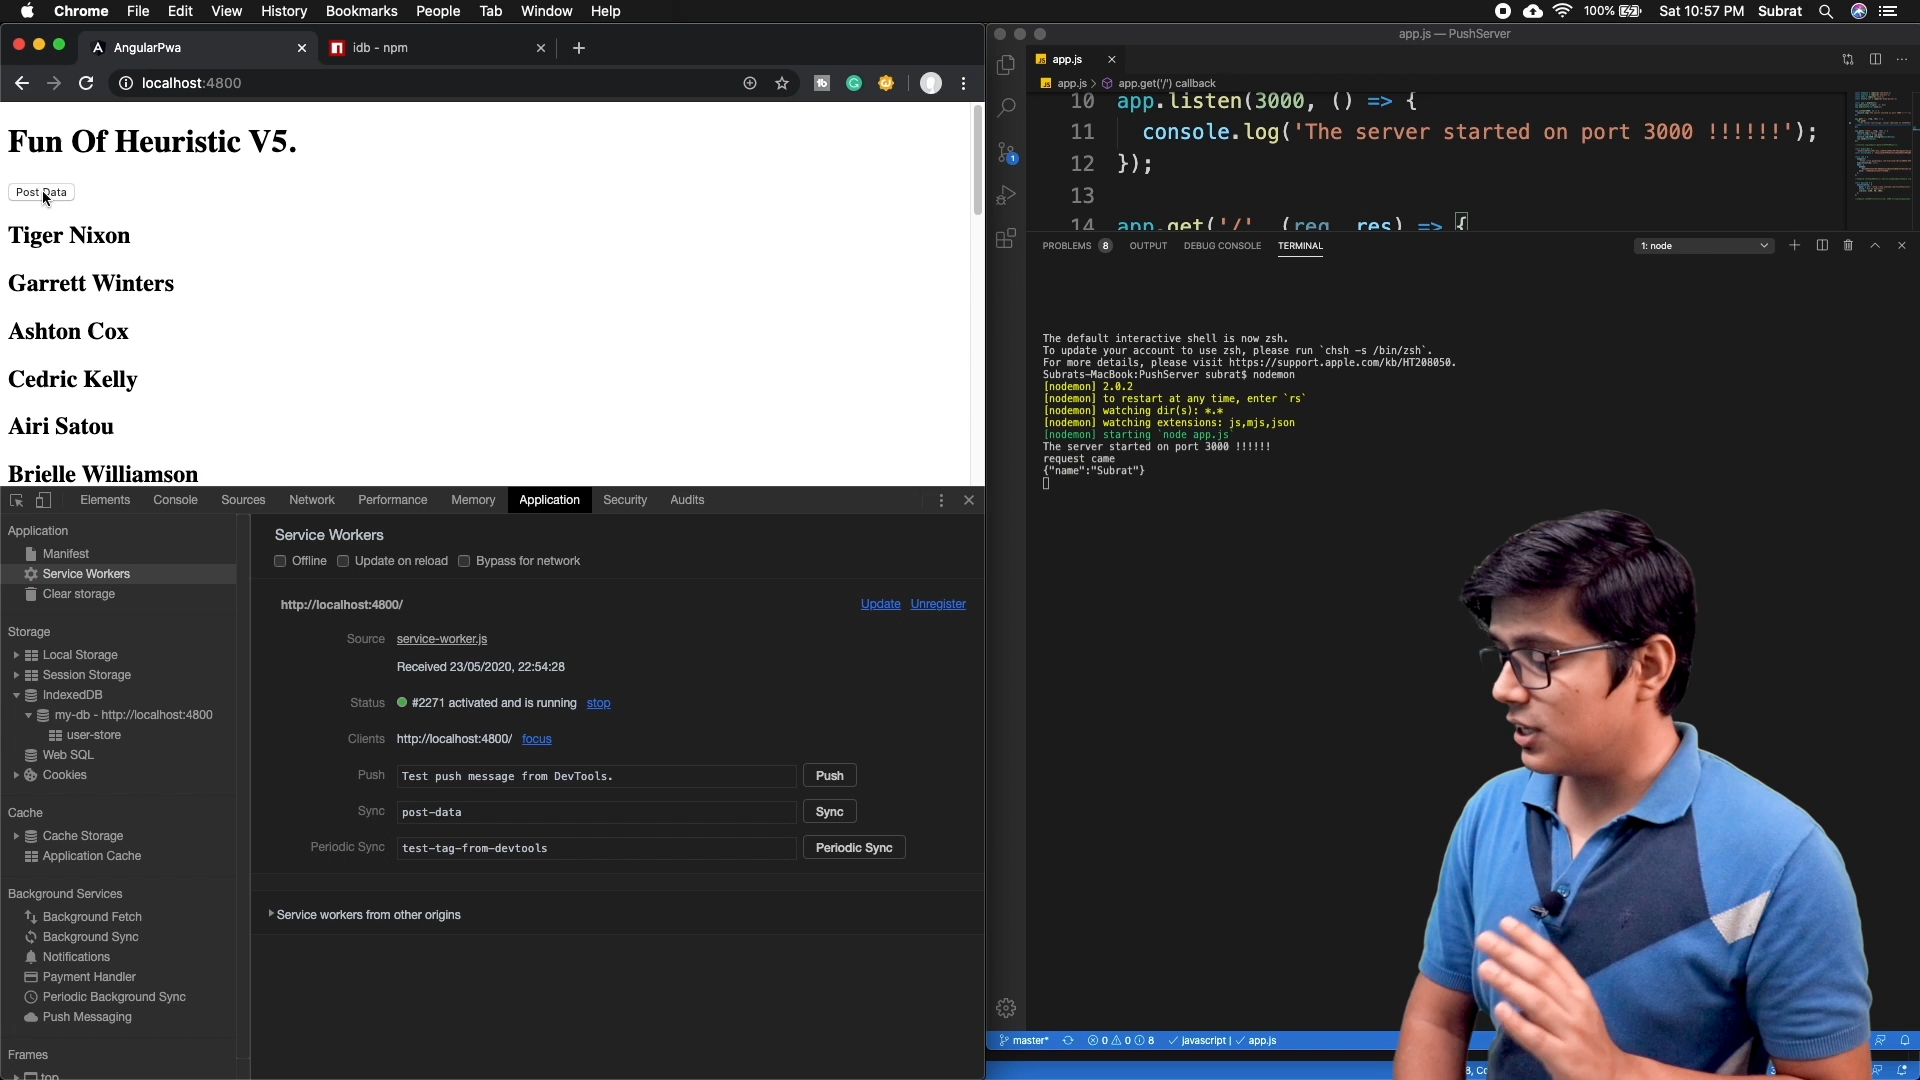 Chrome File Edit View History Bookmarks People Tab Window Help
100% Sat 10:57 PM Subrat
AngularPwa
idb - npm
localhost:4800
Fun Of Heuristic V5.
Post Data
Tiger Nixon
Garrett Winters
Ashton Cox
Cedric Kelly
Airi Satou
Brielle Williamson
Elements Console Sources Network Performance Memory Application Security Audits
Application
Manifest
Service Workers
Clear storage
Storage
Local Storage
Session Storage
IndexedDB
my-db - http://localhost:4800
user-store
Web SQL
Cookies
Cache
Cache Storage
Application Cache
Background Services
Background Fetch
Background Sync
Notifications
Payment Handler
Periodic Background Sync
Push Messaging
Frames
top
Service Workers
Offline Update on reload Bypass for network
http://localhost:4800/ Update Unregister
Source service-worker.js
Received 23/05/2020, 22:54:28
Status #2271 activated and is running stop
Clients http://localhost:4800/ focus
Push Test push message from DevTools. Push
Sync post-data Sync
Periodic Sync test-tag-from-devtools Periodic Sync
Service workers from other origins
app.js — PushServer
JS app.js
JS app.js > app.get('/') callback
1
10 app.listen(3000, () => {
11 console.log('The server started on port 3000 !!!!!!');
12 });
13
14 app.get('/' (req res) => {
PROBLEMS 8 OUTPUT DEBUG CONSOLE TERMINAL 1: node
The default interactive shell is now zsh.
To update your account to use zsh, please run `chsh -s /bin/zsh`.
For more details, please visit https://support.apple.com/kb/HT208050.
Subrats-MacBook:PushServer subrat$ nodemon
[nodemon] 2.0.2
[nodemon] to restart at any time, enter `rs`
[nodemon] watching dir(s): *.*
[nodemon] watching extensions: js,mjs,json
[nodemon] starting `node app.js`
The server started on port 3000 !!!!!!
request came
{"name":"Subrat"}
master* 0 0 8 javascript | app.js